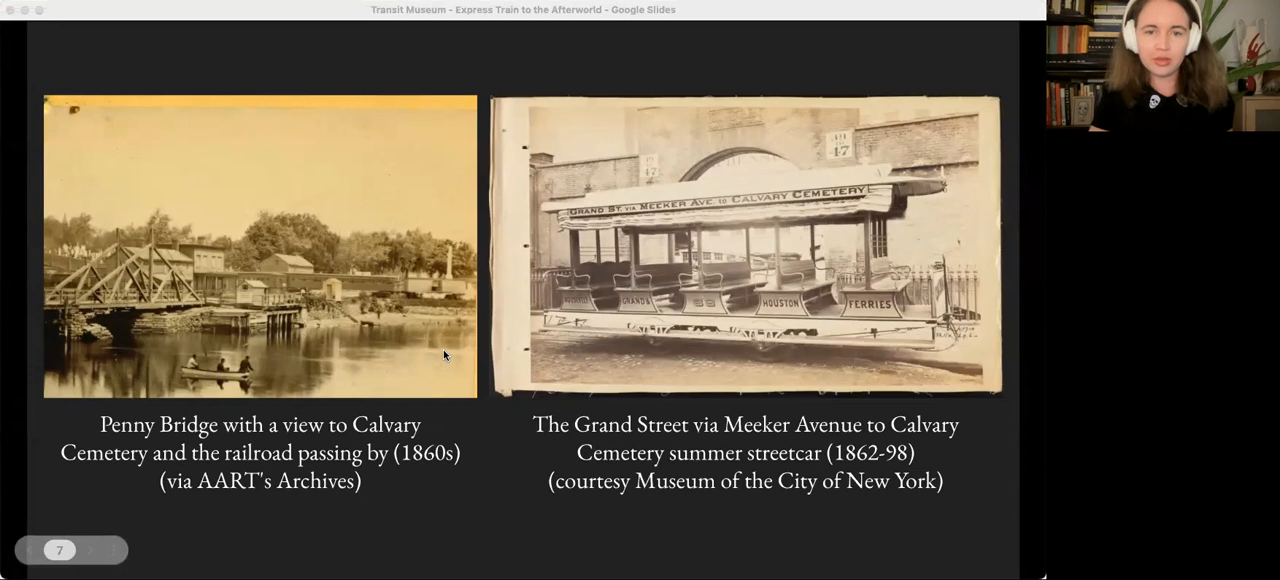 Transit Museum - Express Train to the Afterworld - Google Slides
47
47
GRAND ST. VIA MEEKER AVE. to CALVARY CEMETERY
ROOSEVELT GRAND & HOUSTON FERRIES
Penny Bridge with a view to Calvary
Cemetery and the railroad passing by (1860s)
(via AART's Archives)
The Grand Street via Meeker Avenue to Calvary
Cemetery summer streetcar (1862-98)
(courtesy Museum of the City of New York)
7